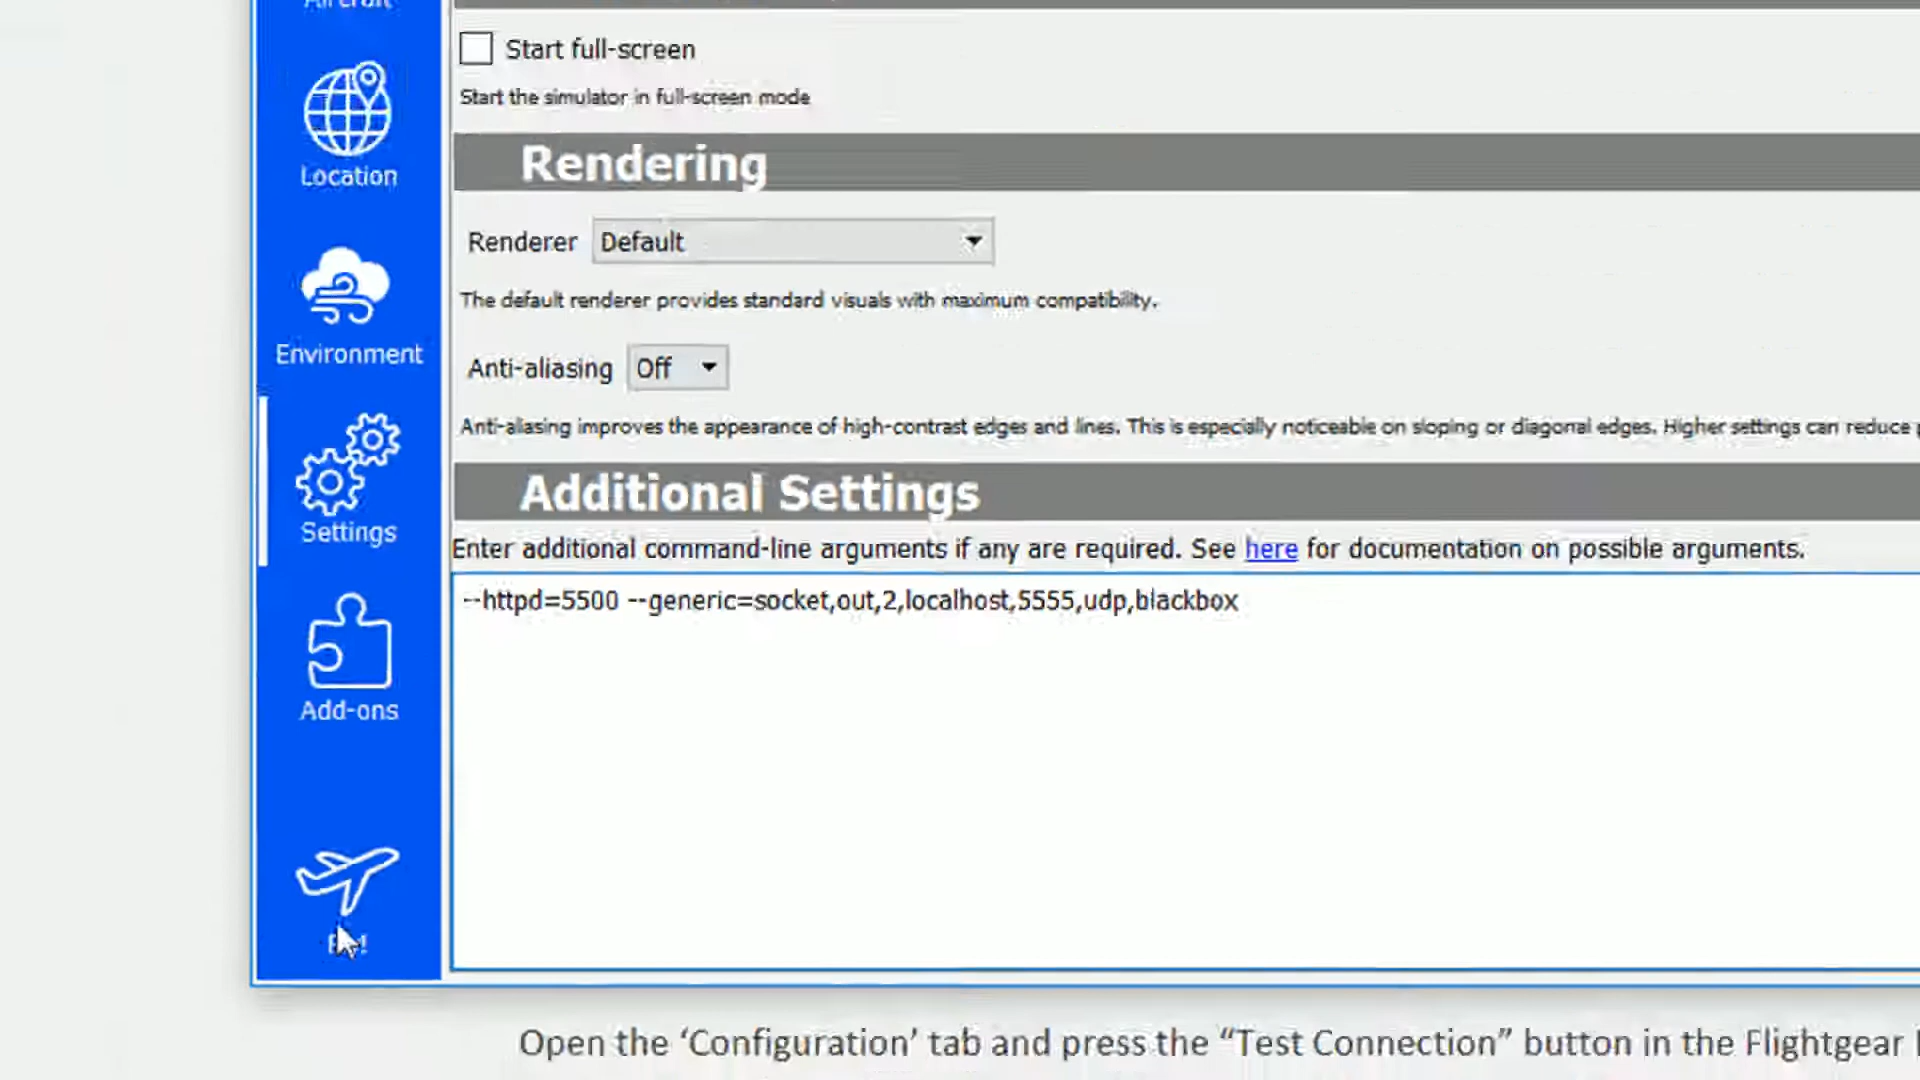 Aircraft
Location
Environment
Settings
Add-ons
Start full-screen
Start the simulator in full-screen mode
Rendering
Renderer Default
The default renderer provides standard visuals with maximum compatibility.
Anti-aliasing Off
Anti-aliasing improves the appearance of high-contrast edges and lines. This is especially noticeable on sloping or diagonal edges. Higher settings can reduce
Additional Settings
Enter additional command-line arguments if any are required. See here for documentation on possible arguments.
--httpd=5500 --generic=socket,out,2,localhost,5555,udp,blackbox
Open the ‘Configuration’ tab and press the “Test Connection” button in the Flightgear